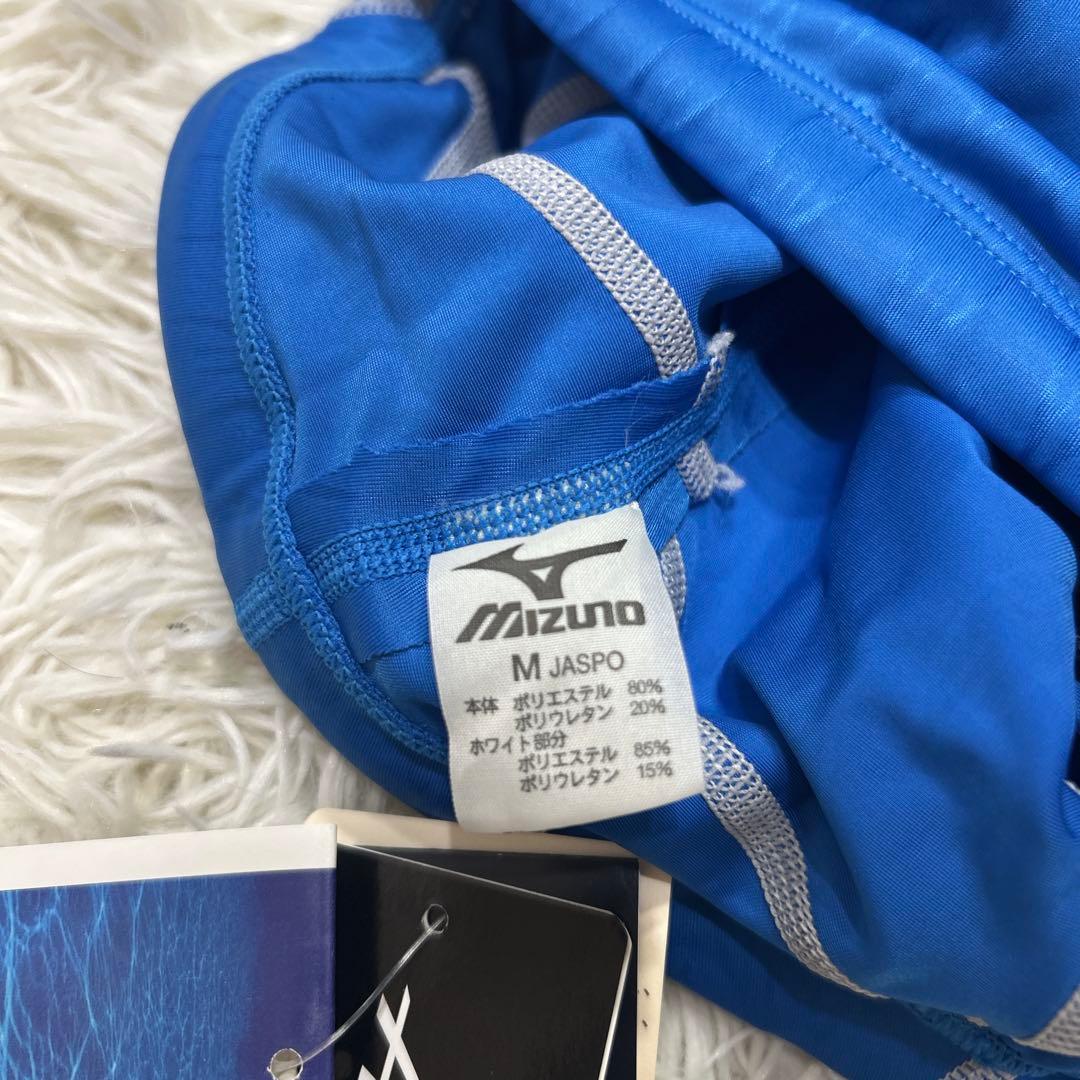 MIZUNO
M JASPO
本体 ポリエステル 80%
ポリウレタン 20%
ホワイト部分
ポリエステル 85%
ポリウレタン 15%
X